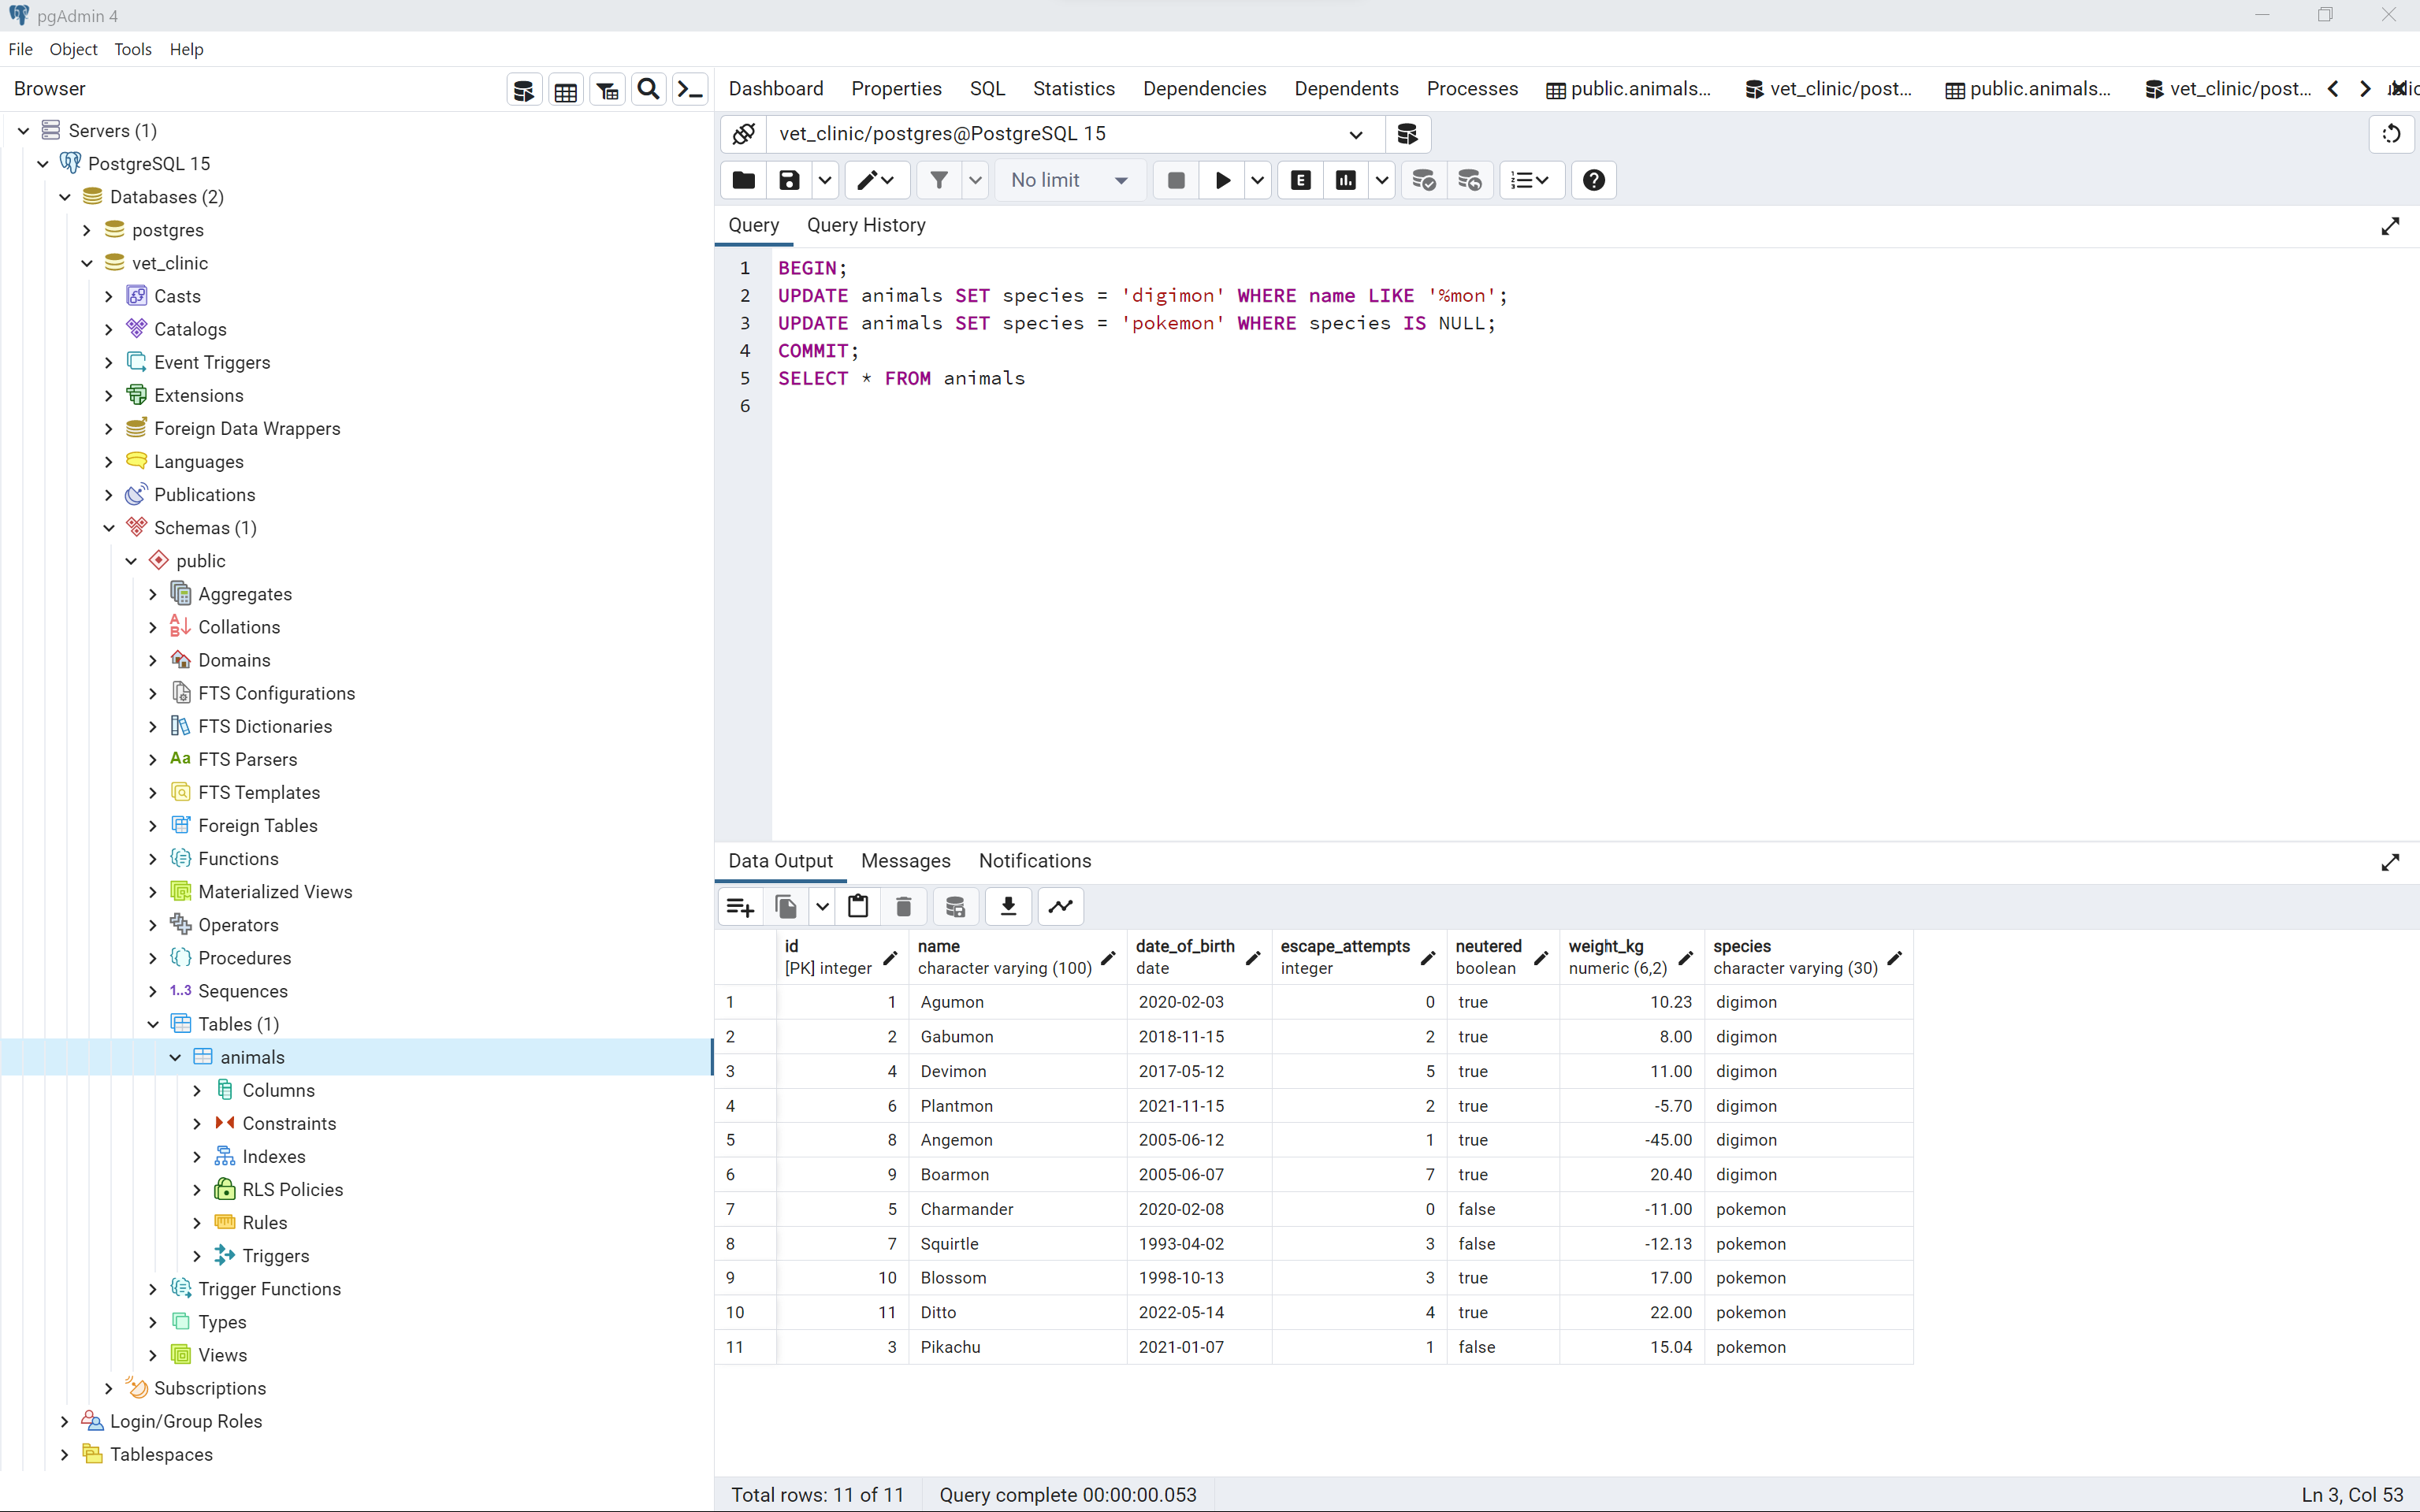 pgAdmin 4
File Object Tools Help
Browser
Servers (1)
PostgreSQL 15
Databases (2)
postgres
vet_clinic
Casts
Catalogs
Event Triggers
Extensions
Foreign Data Wrappers
Languages
Publications
Schemas (1)
public
Aggregates
Collations
Domains
FTS Configurations
FTS Dictionaries
Aa FTS Parsers
FTS Templates
Foreign Tables
Functions
Materialized Views
Operators
Procedures
1..3 Sequences
Tables (1)
animals
Columns
Constraints
Indexes
RLS Policies
Rules
Triggers
Trigger Functions
Types
Views
Subscriptions
Login/Group Roles
Tablespaces
Dashboard Properties SQL Statistics Dependencies Dependents Processes public.animals... vet_clinic/post... public.animals... vet_clinic/post...
vet_clinic/postgres@PostgreSQL 15
No limit E
Query Query History
1 BEGIN;
2 UPDATE animals SET species = 'digimon' WHERE name LIKE '%mon';
3 UPDATE animals SET species = 'pokemon' WHERE species IS NULL;
4 COMMIT;
5 SELECT * FROM animals
6
Data Output Messages Notifications
id name date_of_birth escape_attempts neutered weight_kg species
[PK] integer character varying (100) date integer boolean numeric (6,2) character varying (30)
1 1 Agumon 2020-02-03 0 true 10.23 digimon
2 2 Gabumon 2018-11-15 2 true 8.00 digimon
3 4 Devimon 2017-05-12 5 true 11.00 digimon
4 6 Plantmon 2021-11-15 2 true -5.70 digimon
5 8 Angemon 2005-06-12 1 true -45.00 digimon
6 9 Boarmon 2005-06-07 7 true 20.40 digimon
7 5 Charmander 2020-02-08 0 false -11.00 pokemon
8 7 Squirtle 1993-04-02 3 false -12.13 pokemon
9 10 Blossom 1998-10-13 3 true 17.00 pokemon
10 11 Ditto 2022-05-14 4 true 22.00 pokemon
11 3 Pikachu 2021-01-07 1 false 15.04 pokemon
Total rows: 11 of 11 Query complete 00:00:00.053 Ln 3, Col 53